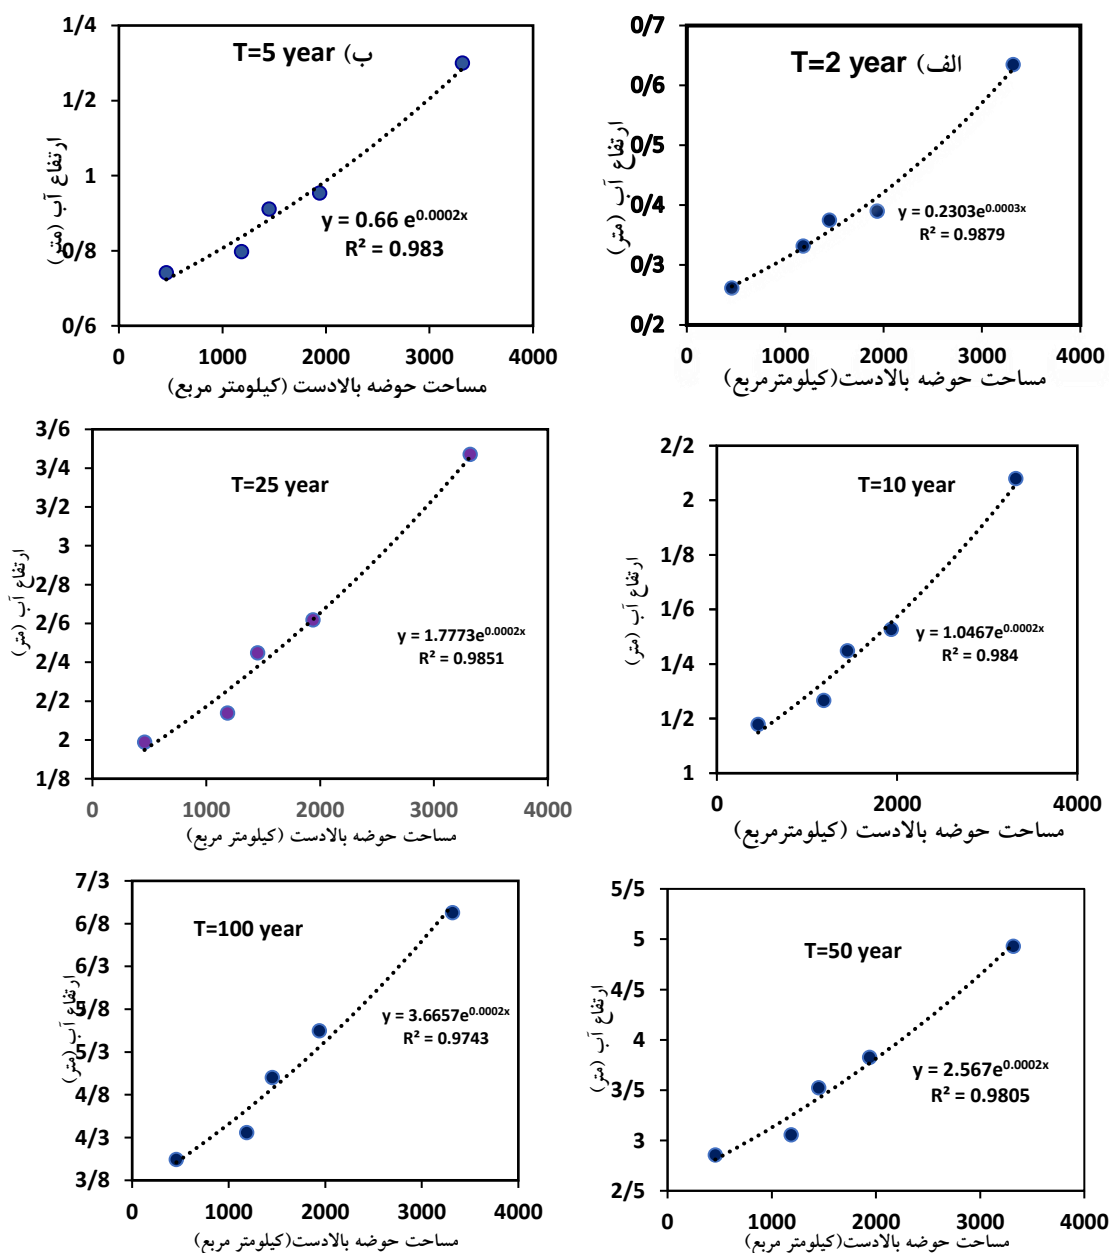 الف) T=2 year
0/7
0/6
0/5
0/4
0/3
0/2
ارتفاع آب (متر)
y = 0.2303e^0.0003x
R² = 0.9879
0 1000 2000 3000 4000
مساحت حوضه بالادست(کیلومترمربع)
ب) T=5 year
1/4
1/2
1
0/8
0/6
ارتفاع آب (متر)
y = 0.66 e^0.0002x
R² = 0.983
0 1000 2000 3000 4000
مساحت حوضه بالادست (کیلومتر مربع)
T=10 year
2/2
2
1/8
1/6
1/4
1/2
1
ارتفاع آب (متر)
y = 1.0467e^0.0002x
R² = 0.984
0 2000 4000
مساحت حوضه بالادست (کیلومترمربع)
T=25 year
3/6
3/4
3/2
3
2/8
2/6
2/4
2/2
2
1/8
ارتفاع آب (متر)
y = 1.7773e^0.0002x
R² = 0.9851
0 1000 2000 3000 4000
مساحت حوضه بالادست (کیلومتر مربع)
T=50 year
5/5
5
4/5
4
3/5
3
2/5
ارتفاع آب (متر)
y = 2.567e^0.0002x
R² = 0.9805
0 1000 2000 3000 4000
مساحت حوضه بالادست(کیلومتر مربع)
T=100 year
7/3
6/8
6/3
5/8
5/3
4/8
4/3
3/8
ارتفاع آب (متر)
y = 3.6657e^0.0002x
R² = 0.9743
0 1000 2000 3000 4000
مساحت حوضه بالادست(کیلومتر مربع)